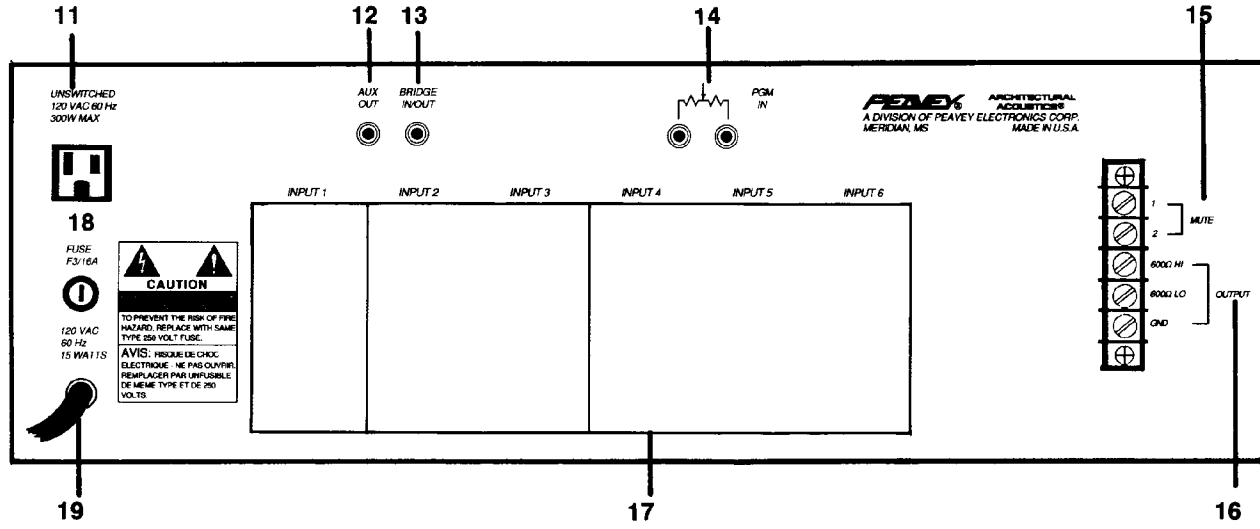 11
12
13
14
15
UNSWITCHED
120 VAC 60 Hz
300W MAX
AUX
OUT
BRIDGE
IN/OUT
PGM
IN
PEAVEY® ARCHITECTURAL
ACOUSTICS®
A DIVISION OF PEAVEY ELECTRONICS CORP.
MERIDIAN, MS MADE IN U.S.A.
INPUT 1
INPUT 2
INPUT 3
INPUT 4
INPUT 5
INPUT 6
1
2
MUTE
600Ω HI
600Ω LO
GND
OUTPUT
18
FUSE
F3/16A
120 VAC
60 Hz
15 WATTS
CAUTION
TO PREVENT THE RISK OF FIRE
HAZARD, REPLACE WITH SAME
TYPE 250 VOLT FUSE.
AVIS: RISQUE DE CHOC
ELECTRIQUE - NE PAS OUVRIR.
REMPLACER PAR UNFUSIBLE
DE MEME TYPE ET DE 250
VOLTS.
19
17
16